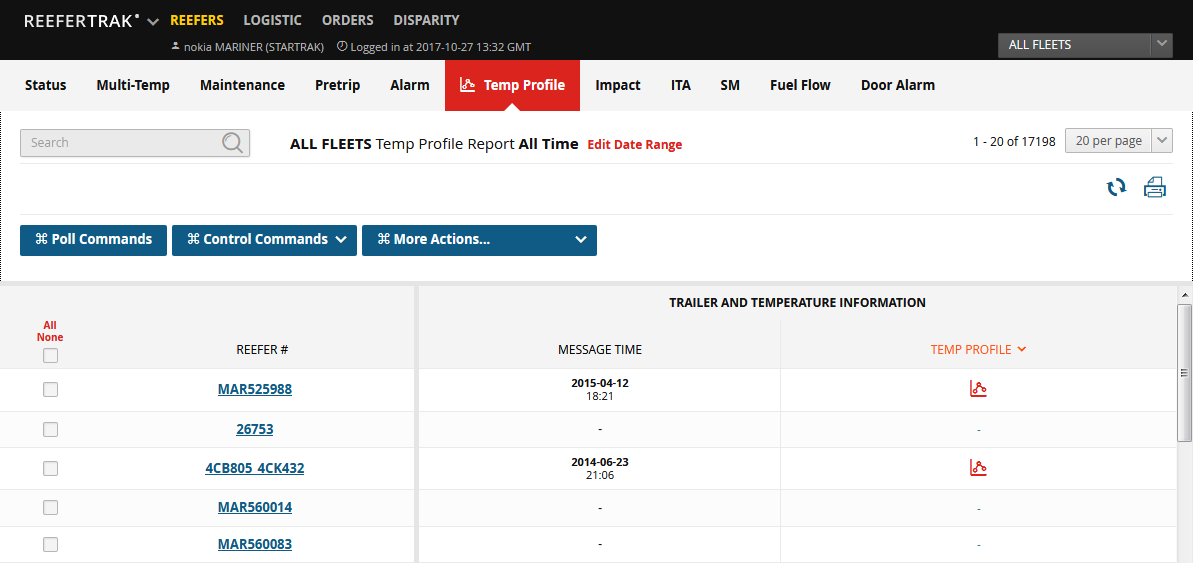 REEFERTRAK REEFERS LOGISTIC ORDERS DISPARITY
nokia MARINER (STARTRAK) Logged in at 2017-10-27 13:32 GMT
ALL FLEETS
Status Multi-Temp Maintenance Pretrip Alarm Temp Profile Impact ITA SM Fuel Flow Door Alarm
Search
ALL FLEETS Temp Profile Report All Time Edit Date Range
1 - 20 of 17198 20 per page
⌘ Poll Commands ⌘ Control Commands ⌘ More Actions...
TRAILER AND TEMPERATURE INFORMATION
All
None
REEFER # MESSAGE TIME TEMP PROFILE
MAR525988 2015-04-12
18:21
26753 - -
4CB805_4CK432 2014-06-23
21:06
MAR560014 - -
MAR560083 - -